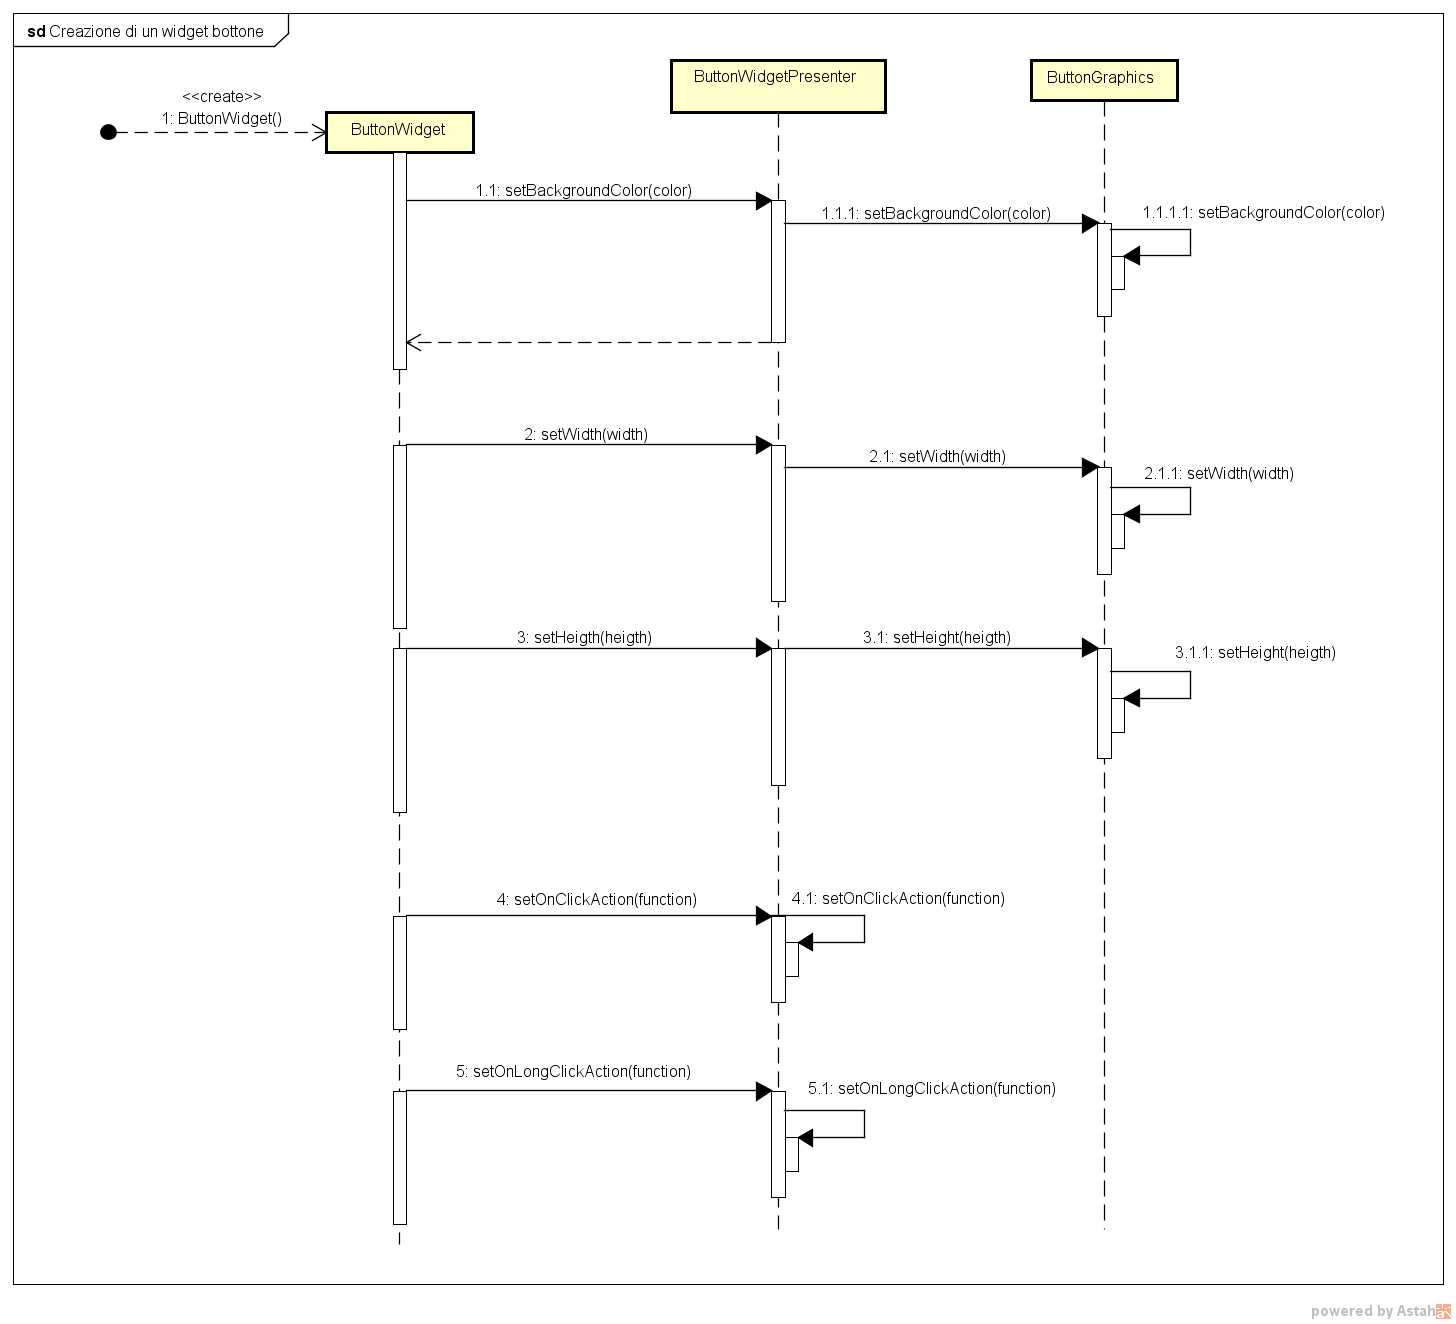 sd Creazione di un widget bottone
ButtonWidgetPresenter
ButtonGraphics
<<create>>
1: ButtonWidget()
ButtonWidget
1.1: setBackgroundColor(color)
1.1.1: setBackgroundColor(color)
1.1.1.1: setBackgroundColor(color)
2: setWidth(width)
2.1: setWidth(width)
2.1.1: setWidth(width)
3: setHeigth(heigth)
3.1: setHeight(heigth)
3.1.1: setHeight(heigth)
4: setOnClickAction(function)
4.1: setOnClickAction(function)
5: setOnLongClickAction(function)
5.1: setOnLongClickAction(function)
powered by Astah